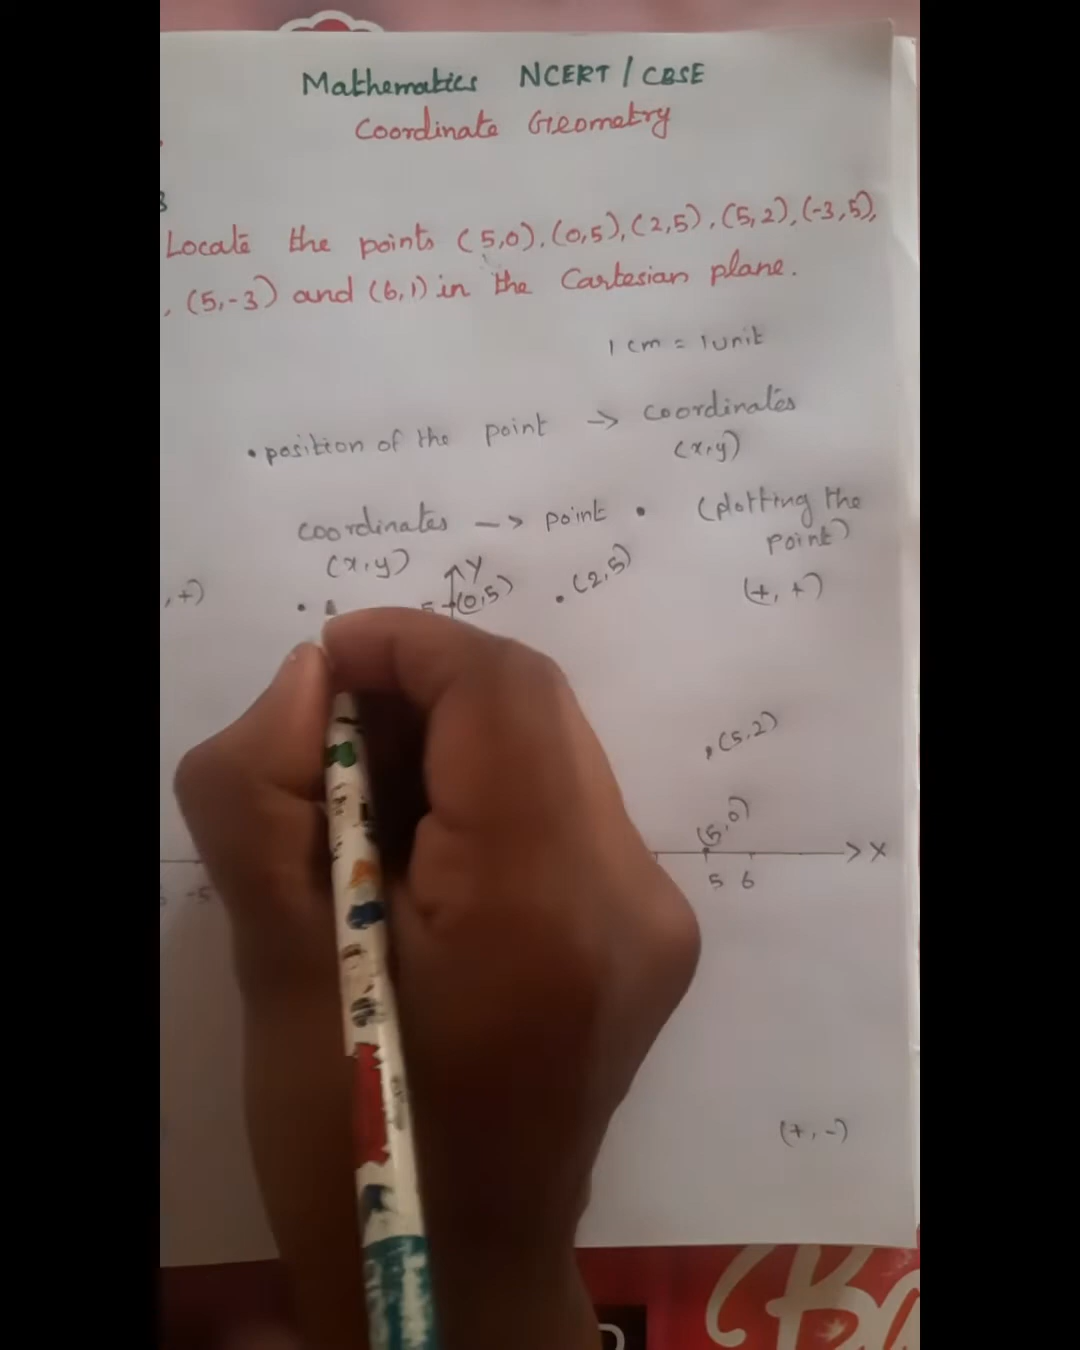 Mathematics NCERT / CBSE
Coordinate Geometry
Locate the points (5,0), (0,5), (2,5), (5,2), (-3,5),
, (5,-3) and (6,1) in the Cartesian plane.
1 cm = 1 unit
• position of the point -> coordinates
(x,y)
coordinates --> point • (plotting the
point)
(x,y)
Y
,+)
5 (0,5)
(2,5)
(+,+)
(5,2)
(5,0)
X
-5
5 6
(+,-)